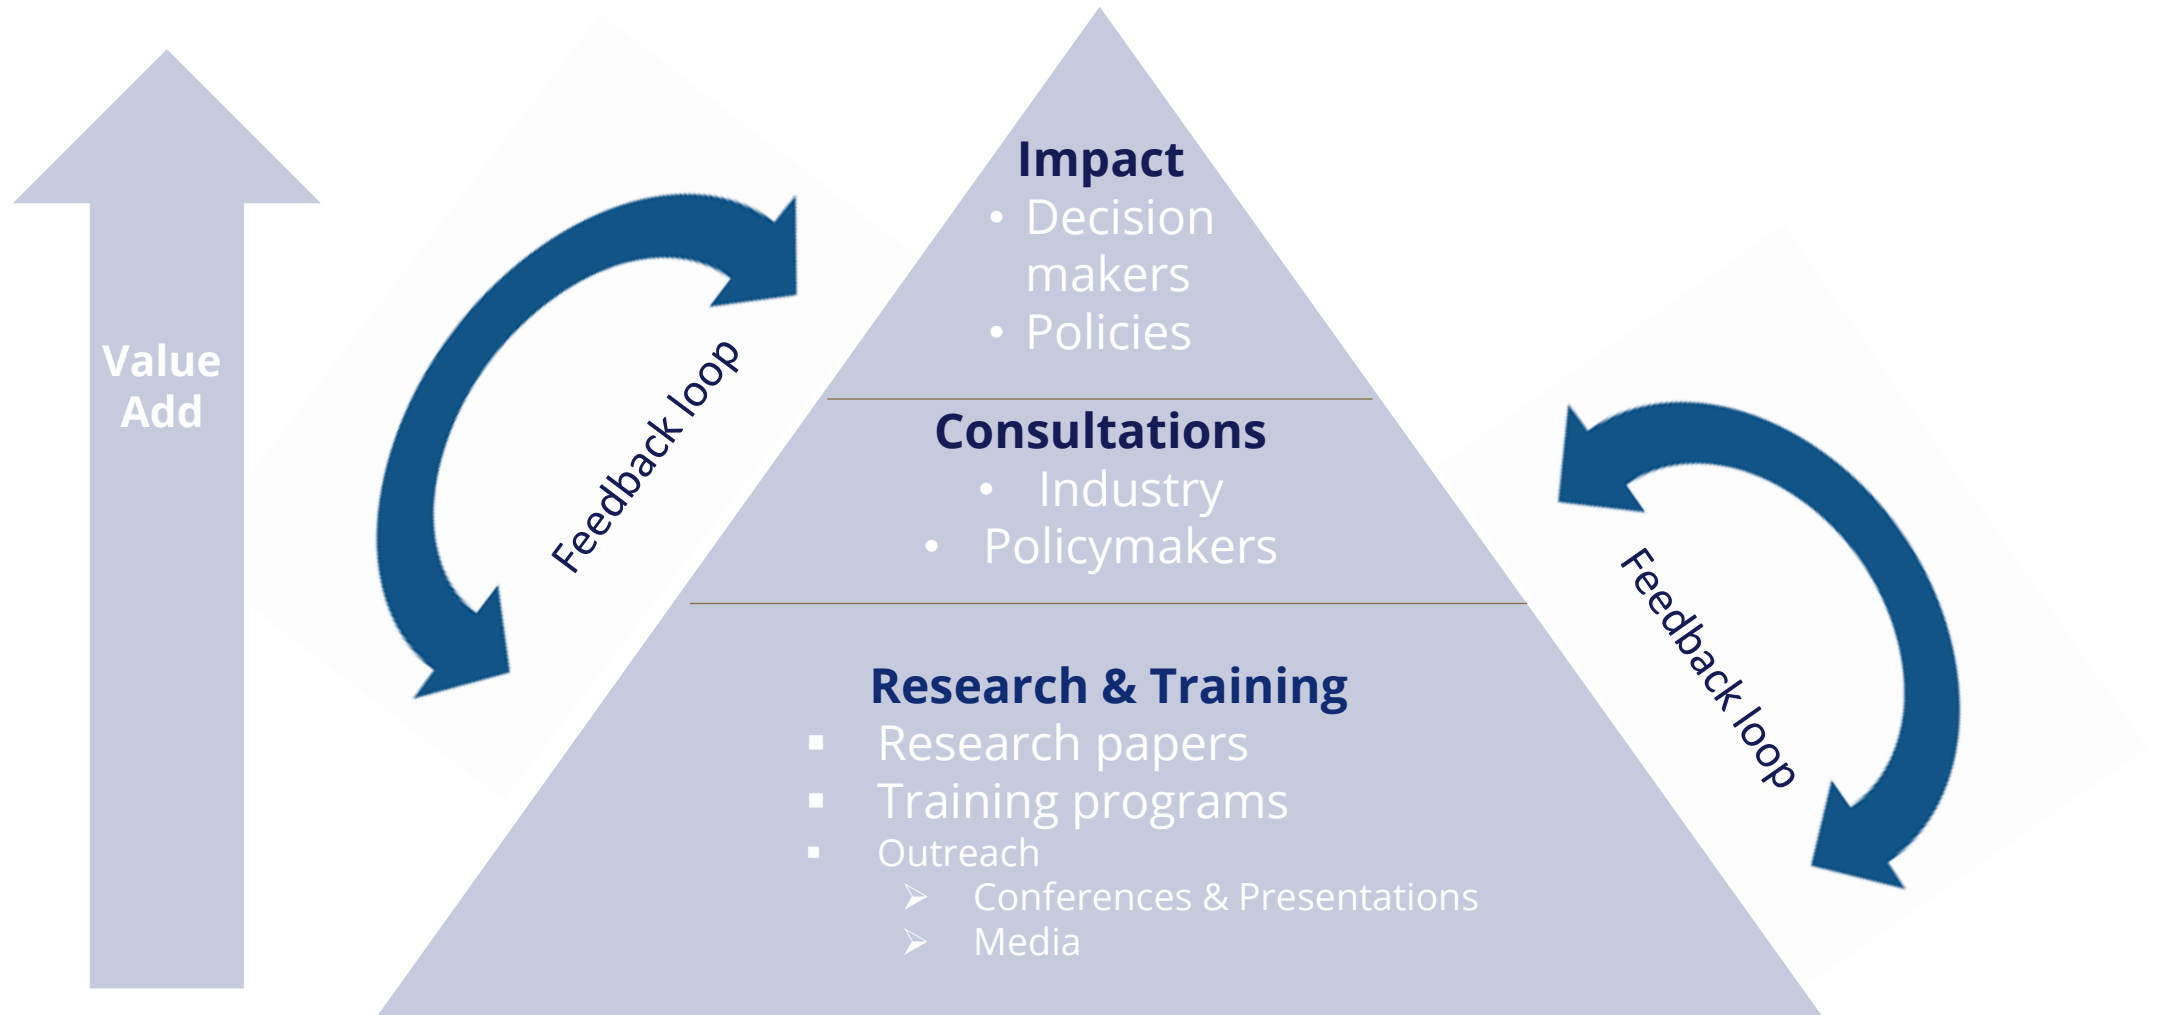 Value
Add
Feedback loop
Impact
• Decision
makers
• Policies
Consultations
• Industry
• Policymakers
Research & Training
▪ Research papers
▪ Training programs
▪ Outreach
➢ Conferences & Presentations
➢ Media
Feedback loop